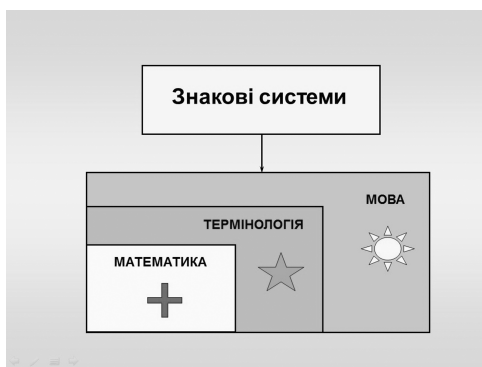 Знакові системи
МОВА
ТЕРМІНОЛОГІЯ
МАТЕМАТИКА